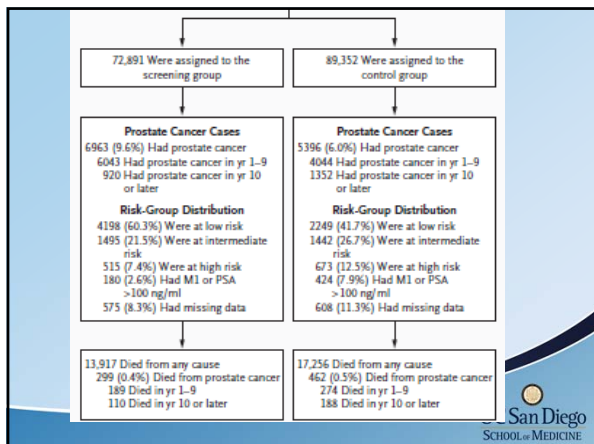 72,891 Were assigned to the
screening group
89,352 Were assigned to the
control group
Prostate Cancer Cases
6963 (9.6%) Had prostate cancer
6043 Had prostate cancer in yr 1–9
920 Had prostate cancer in yr 10
or later
Risk-Group Distribution
4198 (60.3%) Were at low risk
1495 (21.5%) Were at intermediate
risk
515 (7.4%) Were at high risk
180 (2.6%) Had M1 or PSA
>100 ng/ml
575 (8.3%) Had missing data
Prostate Cancer Cases
5396 (6.0%) Had prostate cancer
4044 Had prostate cancer in yr 1–9
1352 Had prostate cancer in yr 10
or later
Risk-Group Distribution
2249 (41.7%) Were at low risk
1442 (26.7%) Were at intermediate
risk
673 (12.5%) Were at high risk
424 (7.9%) Had M1 or PSA
>100 ng/ml
608 (11.3%) Had missing data
13,917 Died from any cause
299 (0.4%) Died from prostate cancer
189 Died in yr 1–9
110 Died in yr 10 or later
17,256 Died from any cause
462 (0.5%) Died from prostate cancer
274 Died in yr 1–9
188 Died in yr 10 or later
San Diego
SCHOOL OF MEDICINE